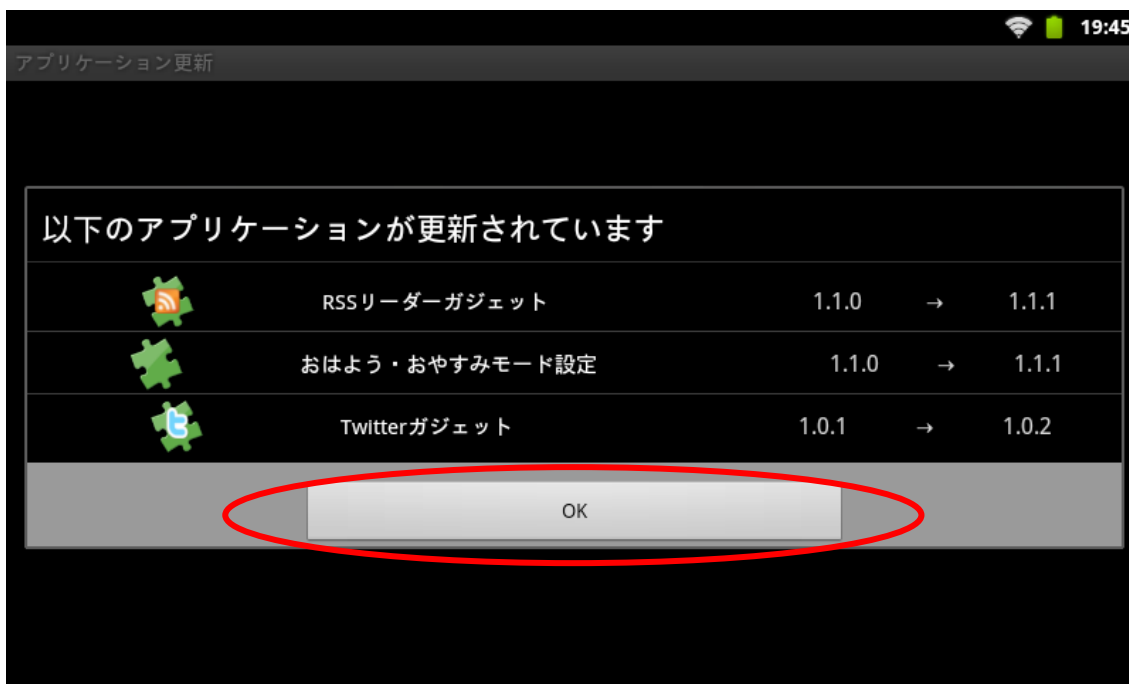 19:45
アプリケーション更新
以下のアプリケーションが更新されています
RSSリーダーガジェット 1.1.0 → 1.1.1
おはよう・おやすみモード設定 1.1.0 → 1.1.1
Twitterガジェット 1.0.1 → 1.0.2
OK